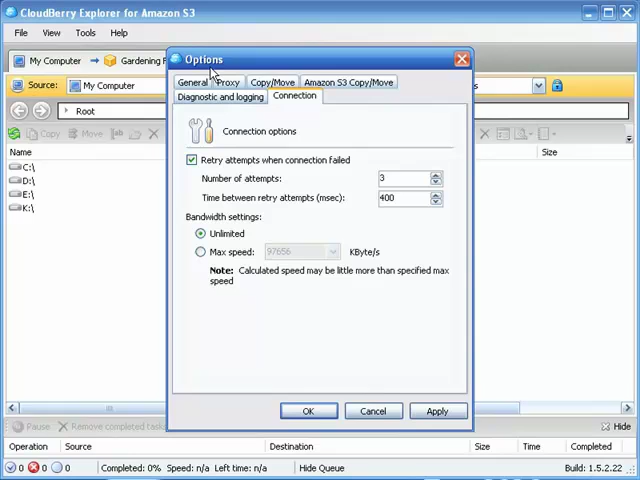 CloudBerry Explorer for Amazon S3
File View Tools Help
My Computer Gardening
Source: My Computer
Root
Copy Move
Name Size
C:\
D:\
E:\
K:\
Options
General Proxy Copy/Move Amazon S3 Copy/Move
Diagnostic and logging Connection
Connection options
Retry attempts when connection failed
Number of attempts: 3
Time between retry attempts (msec): 400
Bandwidth settings:
Unlimited
Max speed: 97656 KByte/s
Note: Calculated speed may be little more than specified max
speed
OK Cancel Apply
Pause Remove completed Hide
Operation Source Destination Size Time Completed
0 0 0 Completed: 0% Speed: n/a Left time: n/a Hide Queue Build: 1.5.2.22